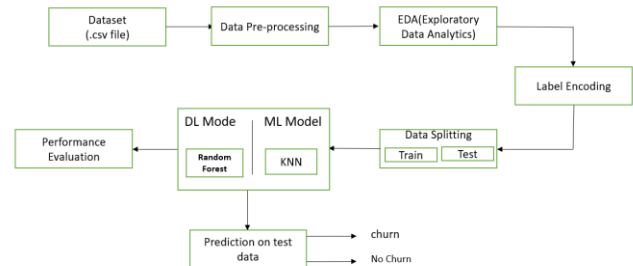 Dataset
(.csv file)
Data Pre-processing
EDA(Exploratory
Data Analytics)
Label Encoding
Data Splitting
Train
Test
DL Mode
ML Model
Random
Forest
KNN
Performance
Evaluation
Prediction on test
data
churn
No Churn